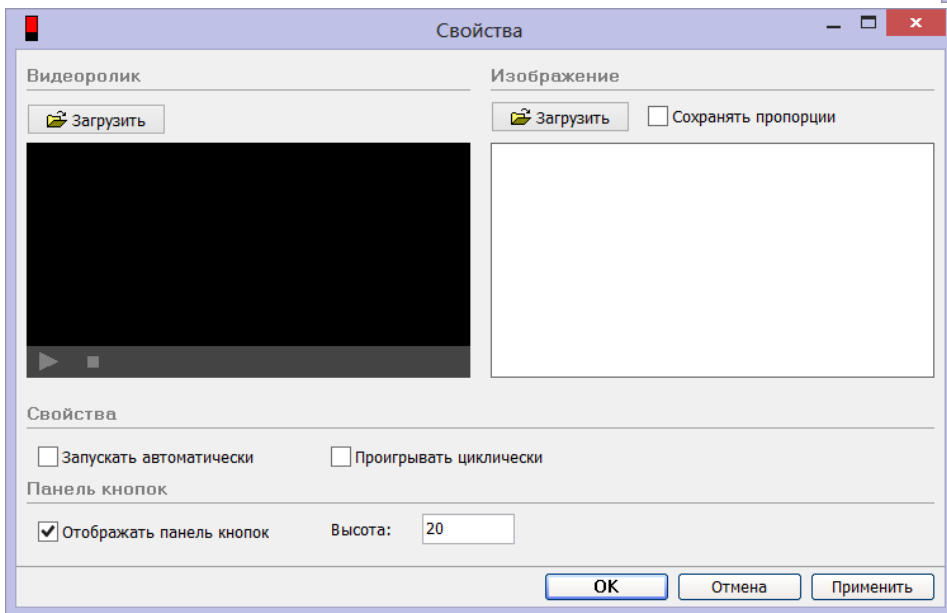 Свойства
Видеоролик
Изображение
Загрузить
Загрузить
Сохранять пропорции
Свойства
Запускать автоматически
Проигрывать циклически
Панель кнопок
Отображать панель кнопок
Высота:
20
OK
Отмена
Применить